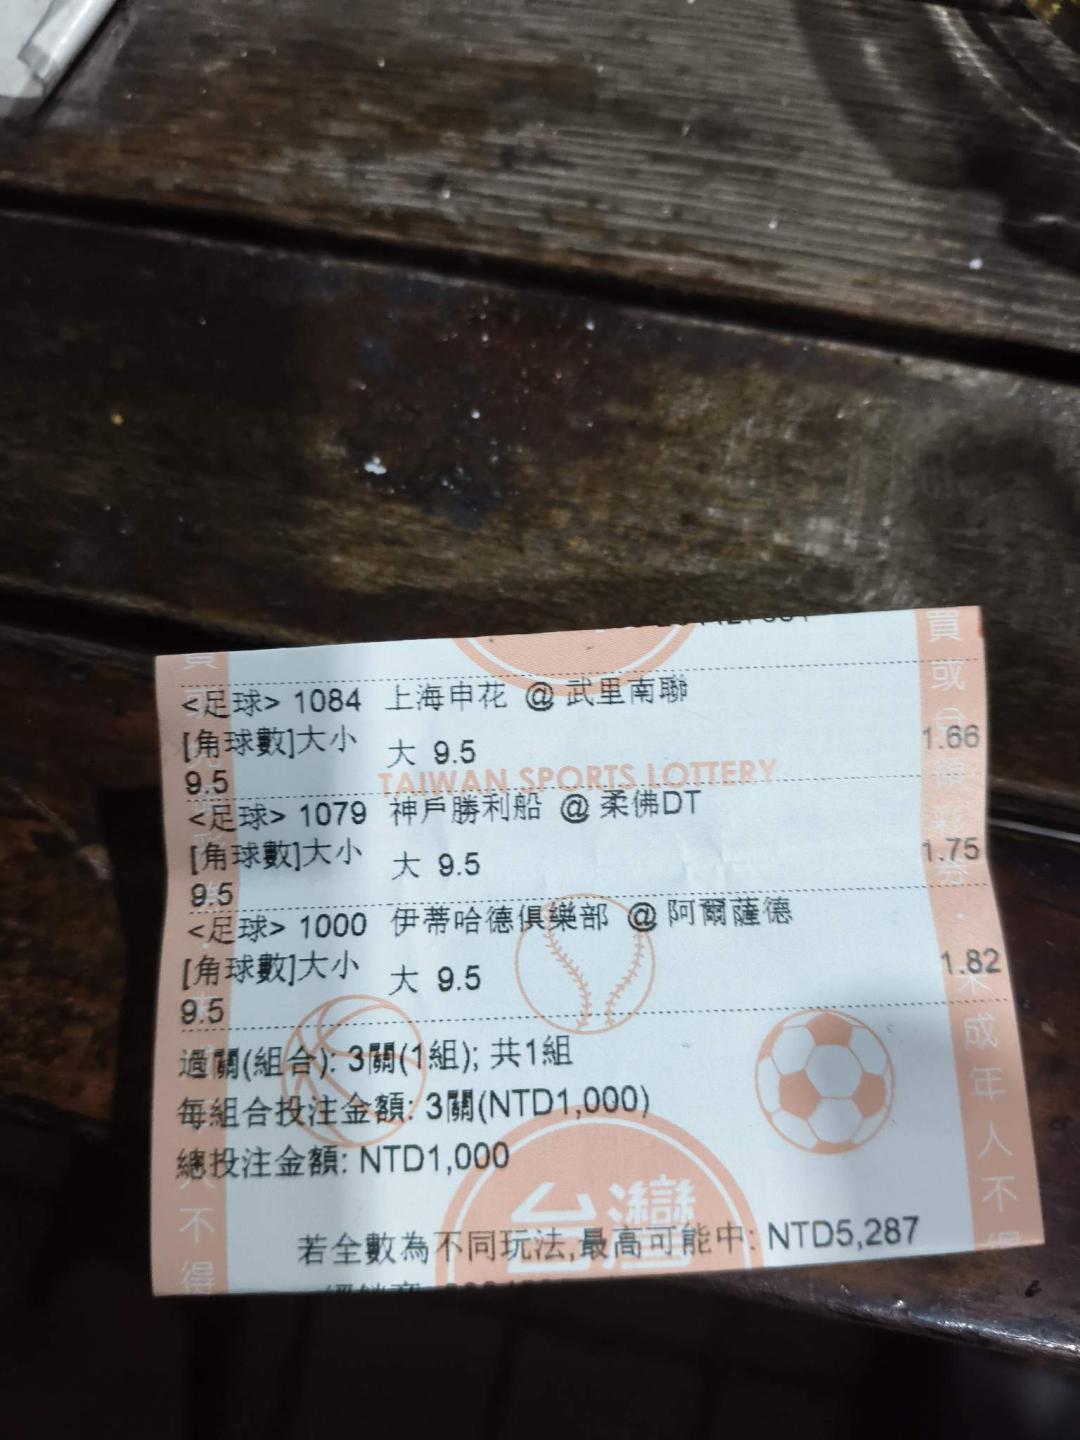 <足球> 1084 上海申花 @ 武里南聯
[角球數]大小 大 9.5 1.66
9.5
TAIWAN SPORTS LOTTERY
<足球> 1079 神戶勝利船 @ 柔佛DT
[角球數]大小 大 9.5 1.75
9.5
<足球> 1000 伊蒂哈德俱樂部 @ 阿爾薩德
[角球數]大小 大 9.5 1.82
9.5
過關(組合): 3關(1組); 共1組
每組合投注金額: 3關(NTD1,000)
總投注金額: NTD1,000
台灣
若全數為不同玩法,最高可能中: NTD5,287
買或
成年人不
不得